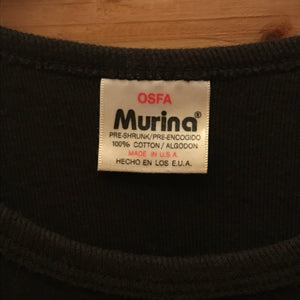 OSFA
Murina®
PRE-SHRUNK/PRE-ENCOGIDO
100% COTTON/ALGODON
MADE IN U.S.A.
HECHO EN LOS E.U.A.